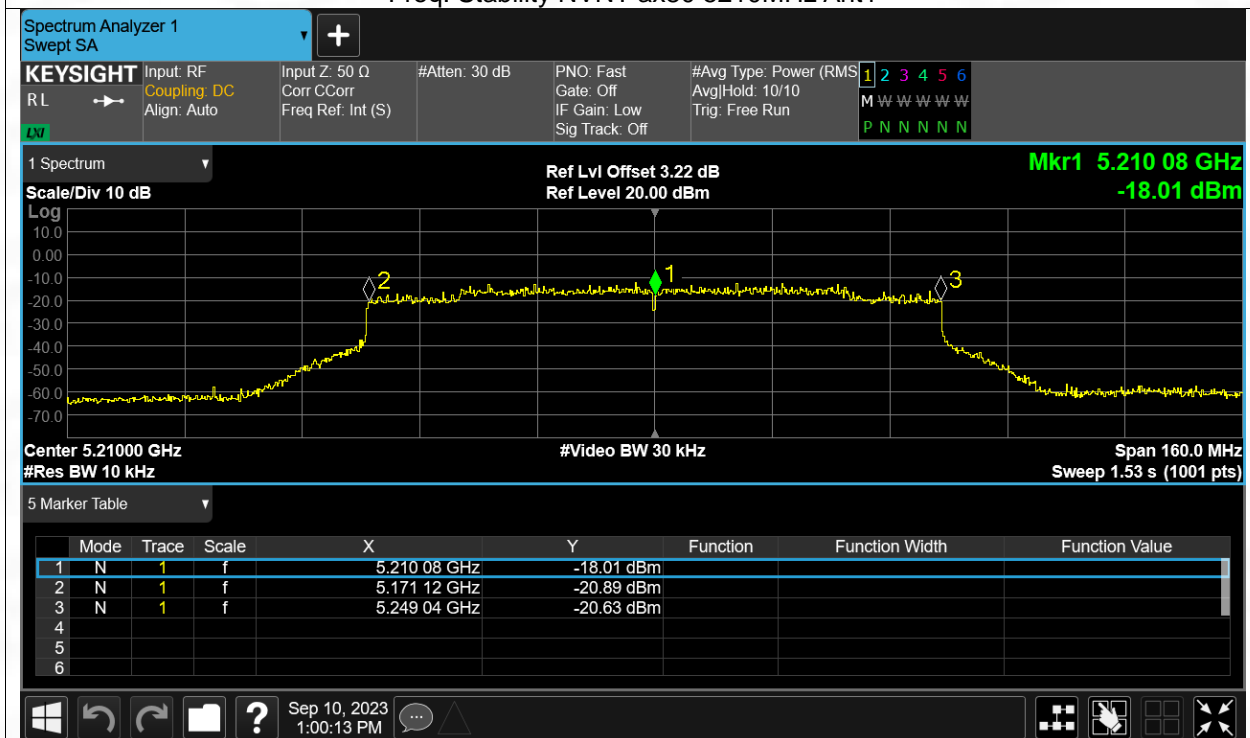 Freq. Stability NVNT ax80 5210MHz Ant1
Spectrum Analyzer 1
Swept SA
KEYSIGHT
RL
LXI
Input: RF
Coupling: DC
Align: Auto
Input Z: 50 Ω
Corr CCorr
Freq Ref: Int (S)
#Atten: 30 dB
PNO: Fast
Gate: Off
IF Gain: Low
Sig Track: Off
#Avg Type: Power (RMS
Avg|Hold: 10/10
Trig: Free Run
1 2 3 4 5 6
M W W W W W
P N N N N N
1 Spectrum
Scale/Div 10 dB
Ref Lvl Offset 3.22 dB
Ref Level 20.00 dBm
Mkr1 5.210 08 GHz
-18.01 dBm
Log
10.0
0.00
-10.0
-20.0
-30.0
-40.0
-50.0
-60.0
-70.0
2
1
3
Center 5.21000 GHz
#Video BW 30 kHz
Span 160.0 MHz
#Res BW 10 kHz
Sweep 1.53 s (1001 pts)
5 Marker Table
Mode Trace Scale X Y Function Function Width Function Value
1 N 1 f 5.210 08 GHz -18.01 dBm
2 N 1 f 5.171 12 GHz -20.89 dBm
3 N 1 f 5.249 04 GHz -20.63 dBm
4
5
6
?
Sep 10, 2023
1:00:13 PM